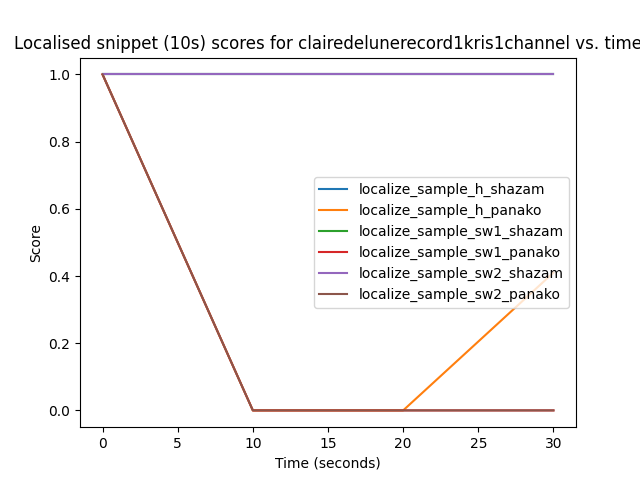 Localised snippet (10s) scores for clairedelunerecord1kris1channel vs. time
1.0
0.8
0.6
0.4
0.2
0.0
Score
localize_sample_h_shazam
localize_sample_h_panako
localize_sample_sw1_shazam
localize_sample_sw1_panako
localize_sample_sw2_shazam
localize_sample_sw2_panako
0 5 10 15 20 25 30
Time (seconds)